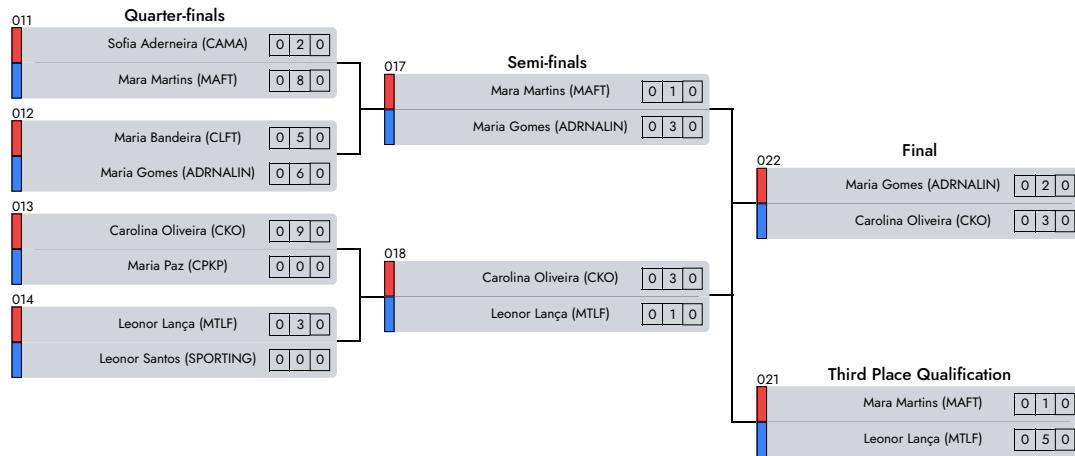 Quarter-finals
011
Sofia Aderneira (CAMA) 0 2 0
Mara Martins (MAFT) 0 8 0
012
Maria Bandeira (CLFT) 0 5 0
Maria Gomes (ADRNALIN) 0 6 0
013
Carolina Oliveira (CKO) 0 9 0
Maria Paz (CPKP) 0 0 0
014
Leonor Lança (MTLF) 0 3 0
Leonor Santos (SPORTING) 0 0 0
Semi-finals
017
Mara Martins (MAFT) 0 1 0
Maria Gomes (ADRNALIN) 0 3 0
018
Carolina Oliveira (CKO) 0 3 0
Leonor Lança (MTLF) 0 1 0
Final
022
Maria Gomes (ADRNALIN) 0 2 0
Carolina Oliveira (CKO) 0 3 0
Third Place Qualification
021
Mara Martins (MAFT) 0 1 0
Leonor Lança (MTLF) 0 5 0